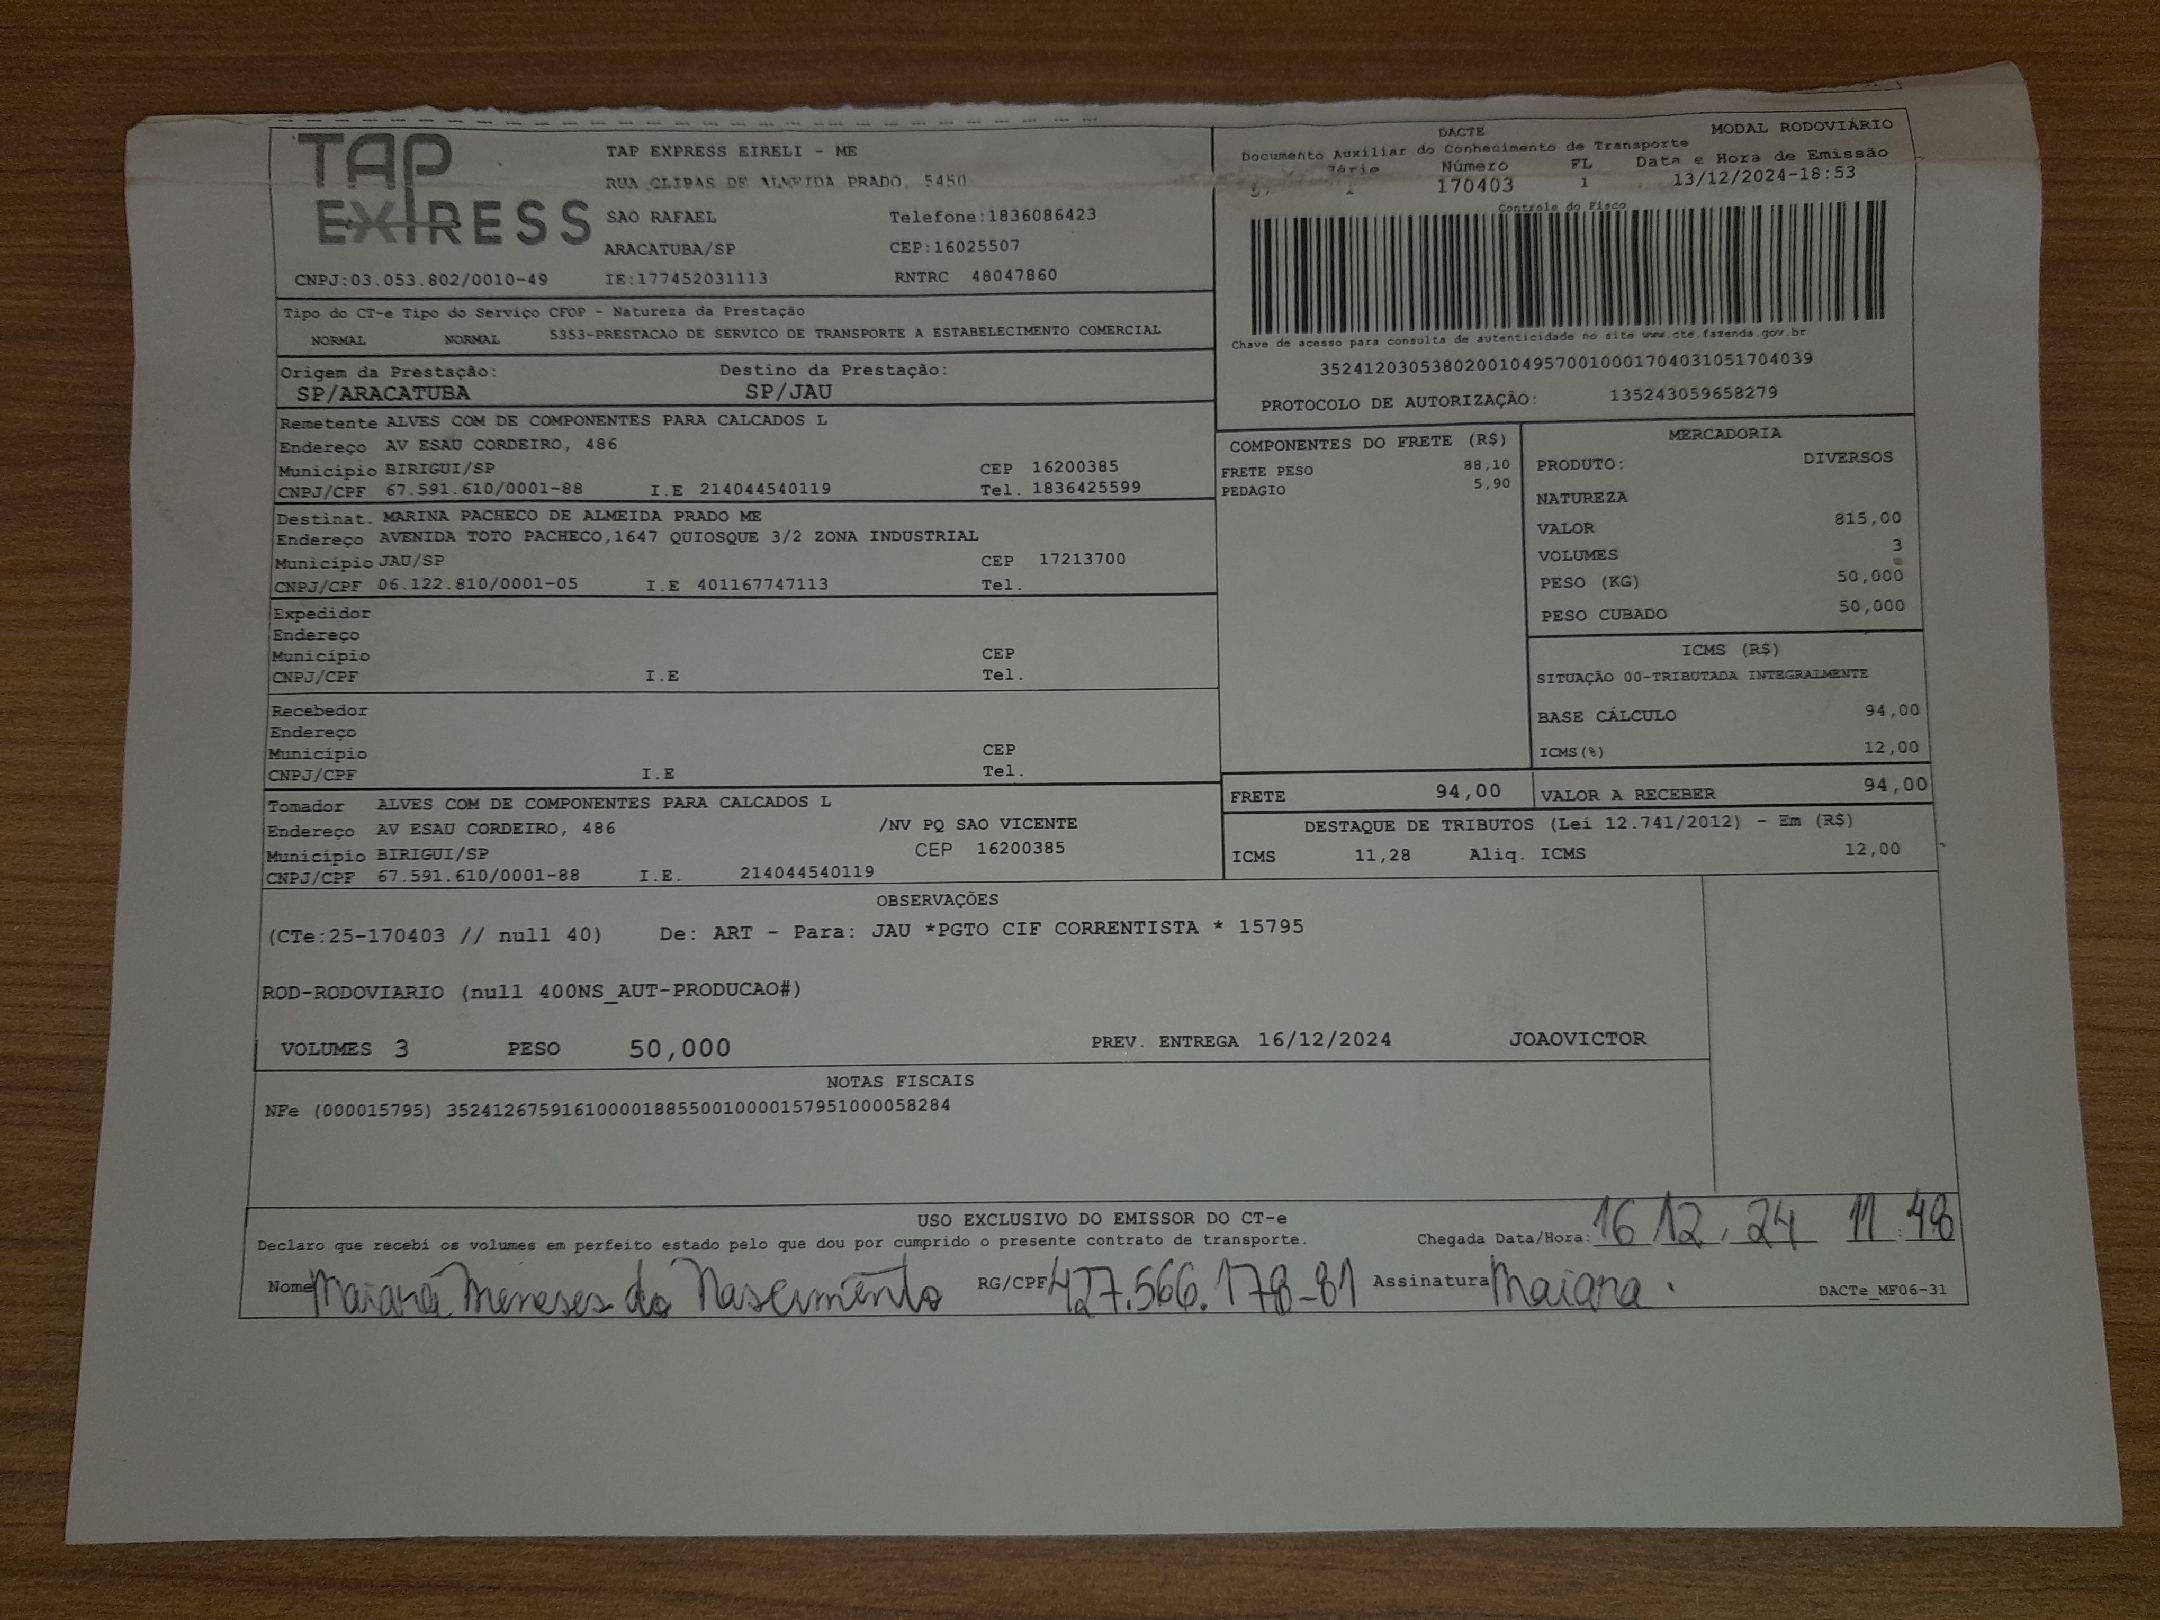 TAP
EXPRESS
TAP EXPRESS EIRELI - ME
RUA CLIBAS DE ALMEIDA PRADO, 5450
SAO RAFAEL Telefone:1836086423
ARACATUBA/SP CEP:16025507
CNPJ:03.053.802/0010-49 IE:177452031113 RNTRC 48047860
DACTE MODAL RODOVIÁRIO
Documento Auxiliar do Conhecimento de Transporte
Série Número FL Data e Hora de Emissão
1 170403 1 13/12/2024-18:53
Controle do Fisco
Chave de acesso para consulta de autenticidade no site www.cte.fazenda.gov.br
35241203053802001049570010001704031051704039
PROTOCOLO DE AUTORIZAÇÃO: 135243059658279
Tipo do CT-e Tipo do Serviço CFOP - Natureza da Prestação
NORMAL NORMAL 5353-PRESTACAO DE SERVICO DE TRANSPORTE A ESTABELECIMENTO COMERCIAL
Origem da Prestação: Destino da Prestação:
SP/ARACATUBA SP/JAU
Remetente ALVES COM DE COMPONENTES PARA CALCADOS L
Endereço AV ESAU CORDEIRO, 486
Município BIRIGUI/SP CEP 16200385
CNPJ/CPF 67.591.610/0001-88 I.E 214044540119 Tel. 1836425599
Destinat. MARINA PACHECO DE ALMEIDA PRADO ME
Endereço AVENIDA TOTO PACHECO,1647 QUIOSQUE 3/2 ZONA INDUSTRIAL
Município JAU/SP CEP 17213700
CNPJ/CPF 06.122.810/0001-05 I.E 401167747113 Tel.
Expedidor
Endereço
Município CEP
CNPJ/CPF I.E Tel.
Recebedor
Endereço
Município CEP
CNPJ/CPF I.E Tel.
Tomador ALVES COM DE COMPONENTES PARA CALCADOS L
Endereço AV ESAU CORDEIRO, 486 /NV PQ SAO VICENTE
Município BIRIGUI/SP CEP 16200385
CNPJ/CPF 67.591.610/0001-88 I.E. 214044540119
COMPONENTES DO FRETE (R$)
FRETE PESO 88,10
PEDAGIO 5,90
MERCADORIA
PRODUTO: DIVERSOS
NATUREZA
VALOR 815,00
VOLUMES 3
PESO (KG) 50,000
PESO CUBADO 50,000
ICMS (R$)
SITUAÇÃO 00-TRIBUTADA INTEGRALMENTE
BASE CÁLCULO 94,00
ICMS(%) 12,00
FRETE 94,00 VALOR A RECEBER 94,00
DESTAQUE DE TRIBUTOS (Lei 12.741/2012) - Em (R$)
ICMS 11,28 Aliq. ICMS 12,00
OBSERVAÇÕES
(CTe:25-170403 // null 40) De: ART - Para: JAU *PGTO CIF CORRENTISTA * 15795
ROD-RODOVIARIO (null 400NS_AUT-PRODUCAO#)
VOLUMES 3 PESO 50,000 PREV. ENTREGA 16/12/2024 JOAOVICTOR
NOTAS FISCAIS
NFe (000015795) 35241267591610000188550010000157951000058284
USO EXCLUSIVO DO EMISSOR DO CT-e
Declaro que recebi os volumes em perfeito estado pelo que dou por cumprido o presente contrato de transporte. Chegada Data/Hora: 16 12 24 11:48
Nome Maiara Meneses do Nascimento RG/CPF 427.566.178-81 Assinatura Maiara. DACTe_MF06-31